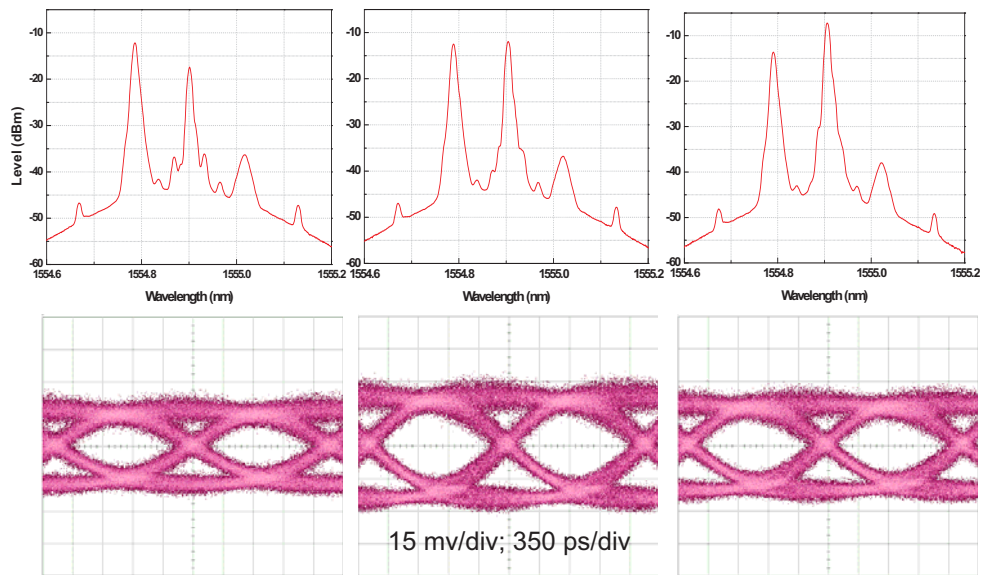 -10 -10 -10
-20 -20 -20
-30 -30 -30
-40 -40 -40
-50 -50 -50
-60 -60 -60
Level (dBm)
1554.6 1554.8 1555.0 1555.2
1554.6 1554.8 1555.0 1555.2
1554.6 1554.8 1555.0 1555.2
Wavelength (nm) Wavelength (nm) Wavelength (nm)
15 mv/div; 350 ps/div